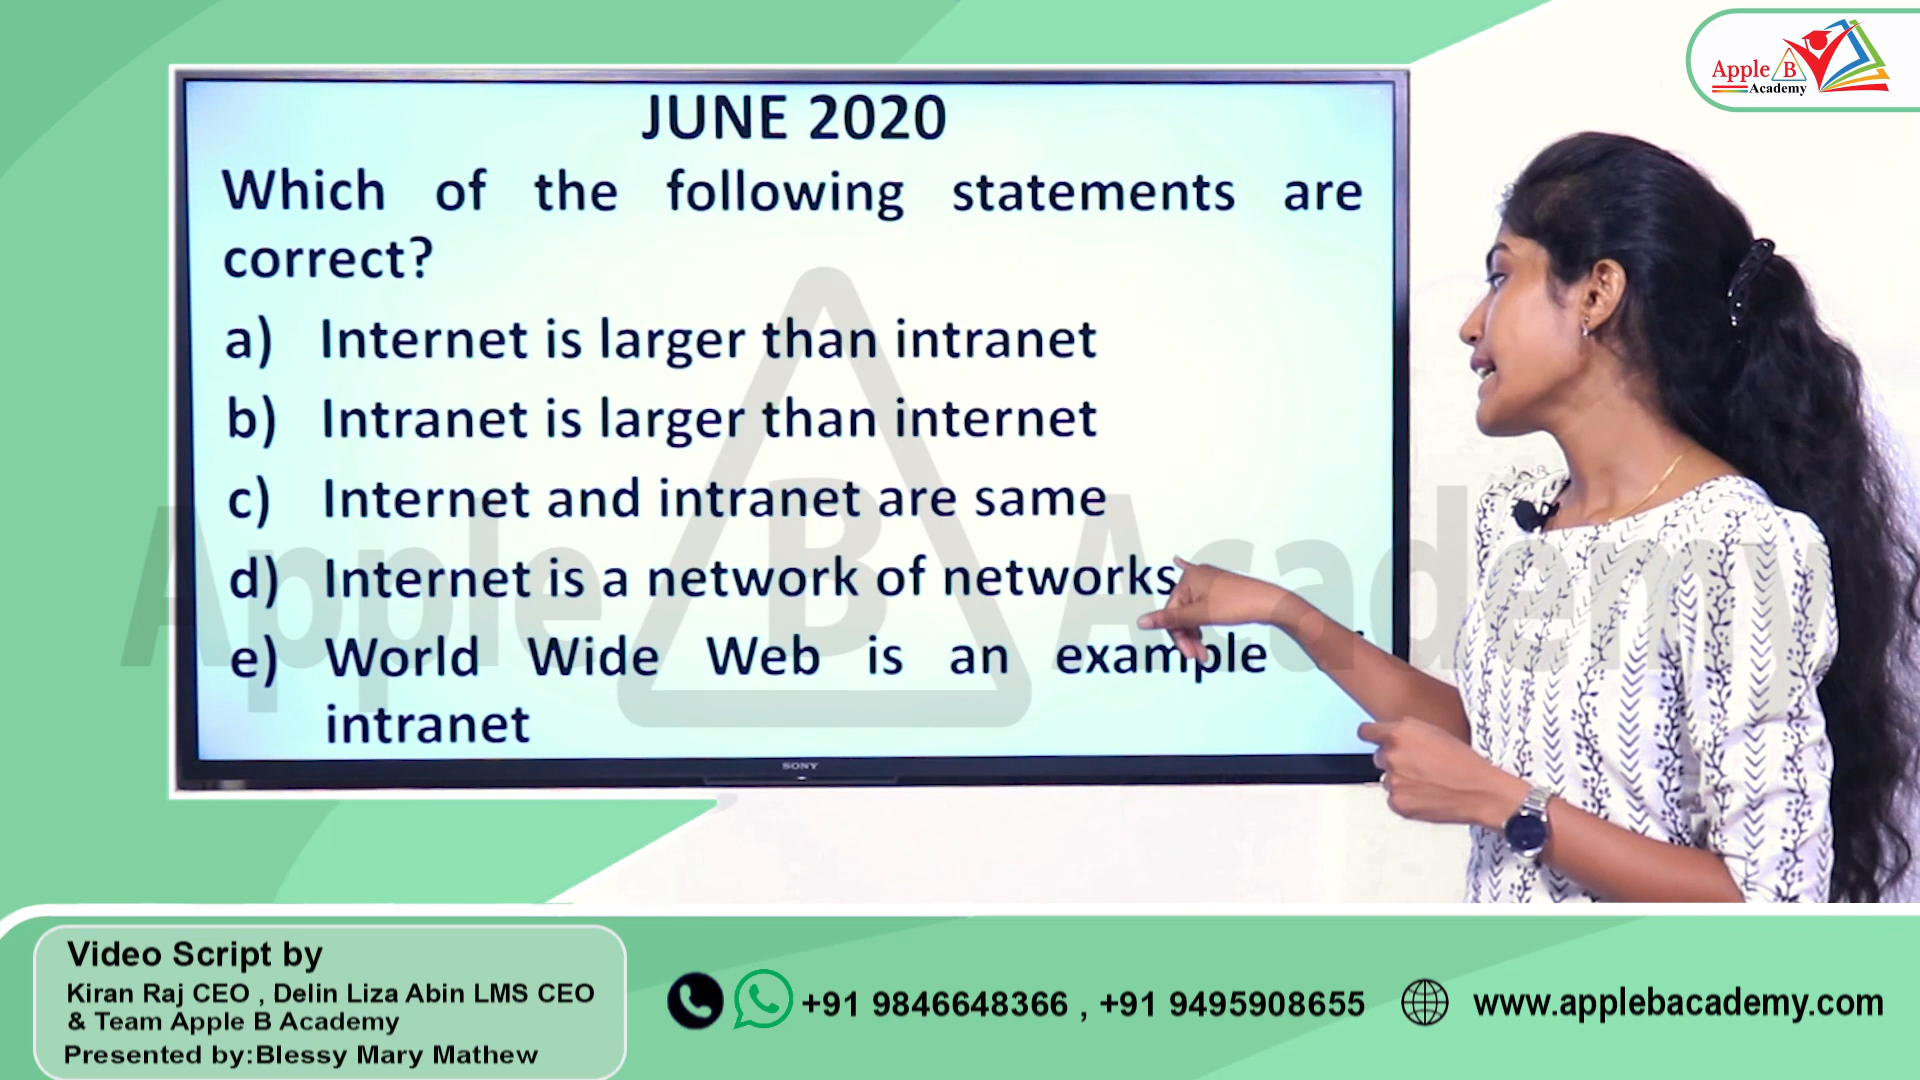 Apple B
Academy
JUNE 2020
Which of the following statements are
correct?
a) Internet is larger than intranet
b) Intranet is larger than internet
c) Internet and intranet are same
d) Internet is a network of networks
e) World Wide Web is an example
intranet
SONY
Apple B Academy
Video Script by
Kiran Raj CEO , Delin Liza Abin LMS CEO
& Team Apple B Academy
Presented by:Blessy Mary Mathew
+91 9846648366 , +91 9495908655
www.applebacademy.com